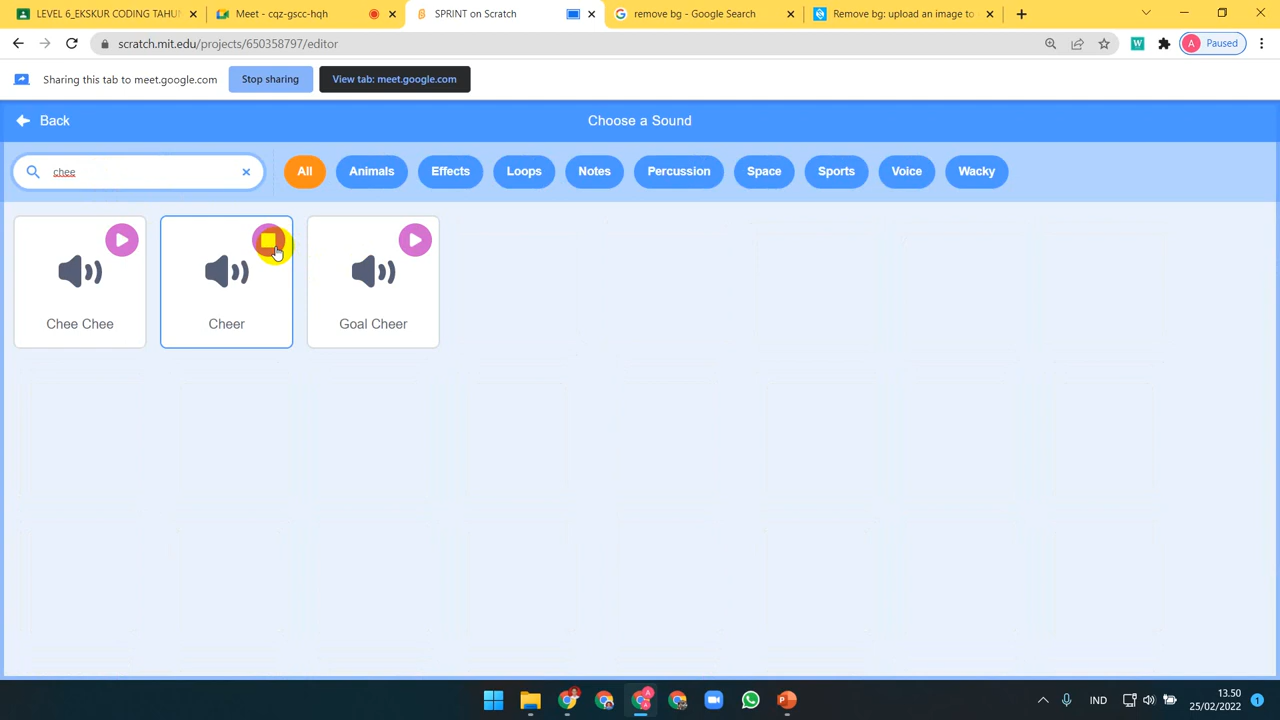 LEVEL 6_EKSKUR CODING TAHUN
Meet - cqz-gscc-hqh
SPRINT on Scratch
remove bg - Google Search
Remove bg: upload an image to
scratch.mit.edu/projects/650358797/editor
A Paused
Sharing this tab to meet.google.com
Stop sharing
View tab: meet.google.com
Back
Choose a Sound
chee
All
Animals
Effects
Loops
Notes
Percussion
Space
Sports
Voice
Wacky
Chee Chee
Cheer
Goal Cheer
IND
13.50
25/02/2022
1